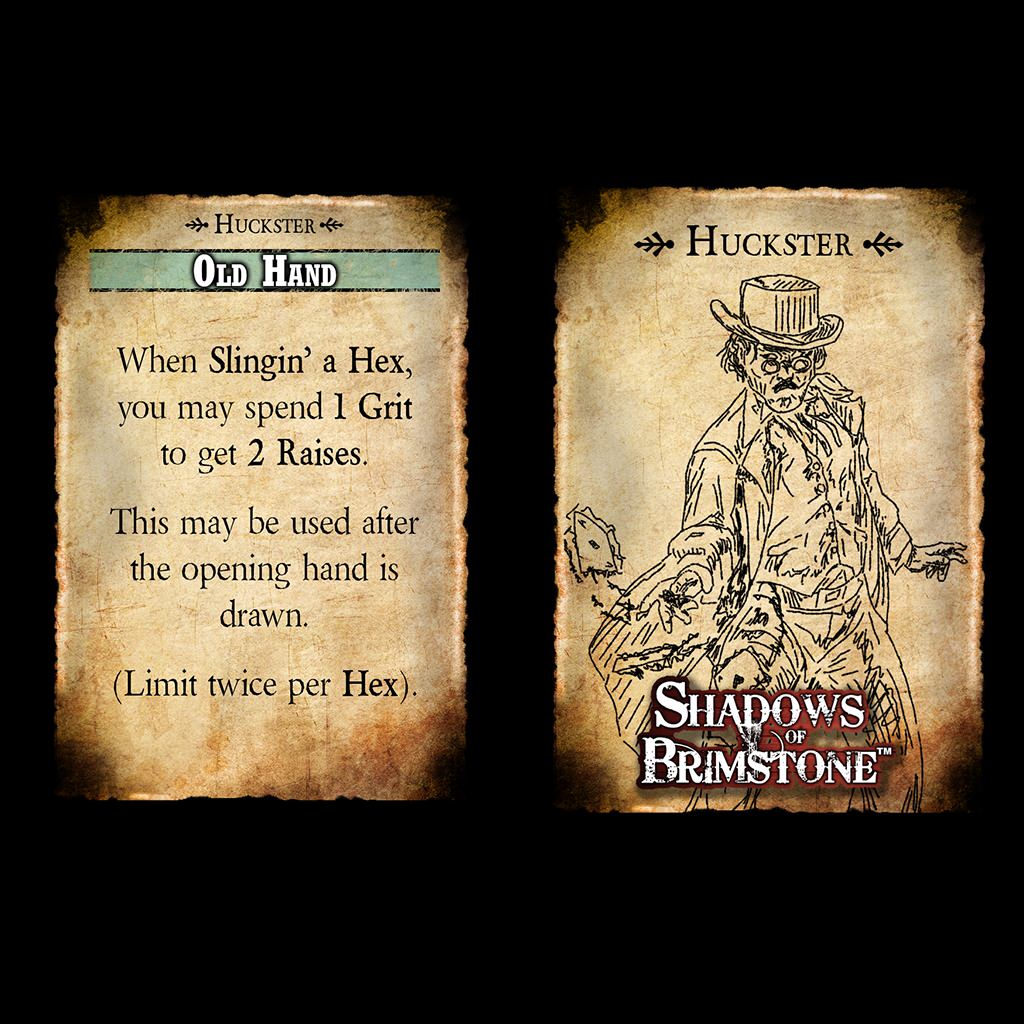 Huckster
Old Hand
When Slingin' a Hex,
you may spend 1 Grit
to get 2 Raises.
This may be used after
the opening hand is
drawn.
(Limit twice per Hex).
Huckster
Shadows
of
Brimstone™